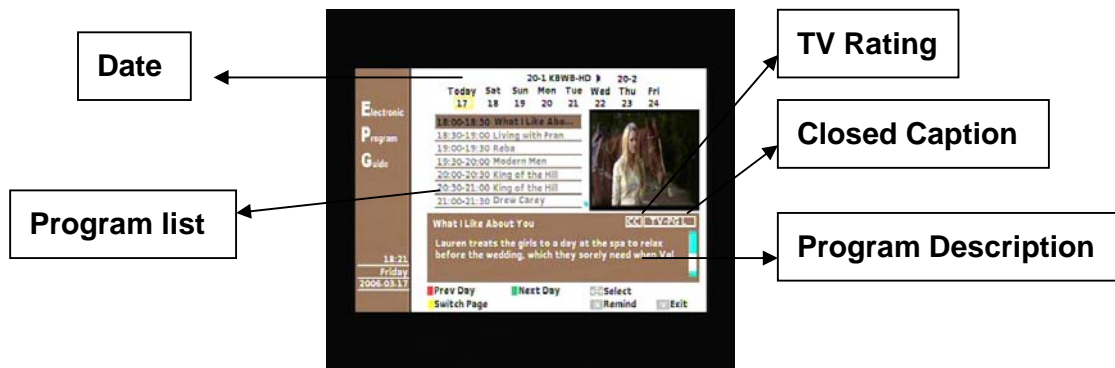 Date
TV Rating
Closed Caption
Program list
Program Description
20-1 KBWB-HD 20-2
Today Sat Sun Mon Tue Wed Thu Fri
17 18 19 20 21 22 23 24
Electronic
Program
Guide
18:00-18:30 What I Like Abo...
18:30-19:00 Living with Fran
19:00-19:30 Reba
19:30-20:00 Modern Men
20:00-20:30 King of the Hill
20:30-21:00 King of the Hill
21:00-21:30 Drew Carey
What I Like About You
CC TV-PG L
Lauren treats the girls to a day at the spa to relax
before the wedding, which they sorely need when Val
18:21
Friday
2006.03.17
Prev Day Next Day Select
Switch Page Remind Exit